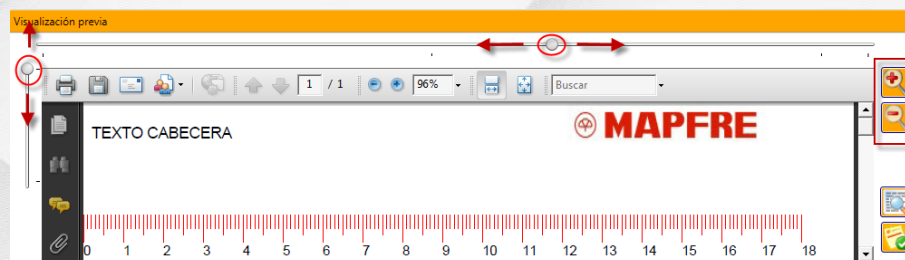 Visualización previa
1 / 1 96% Buscar
TEXTO CABECERA
MAPFRE
0 1 2 3 4 5 6 7 8 9 10 11 12 13 14 15 16 17 18